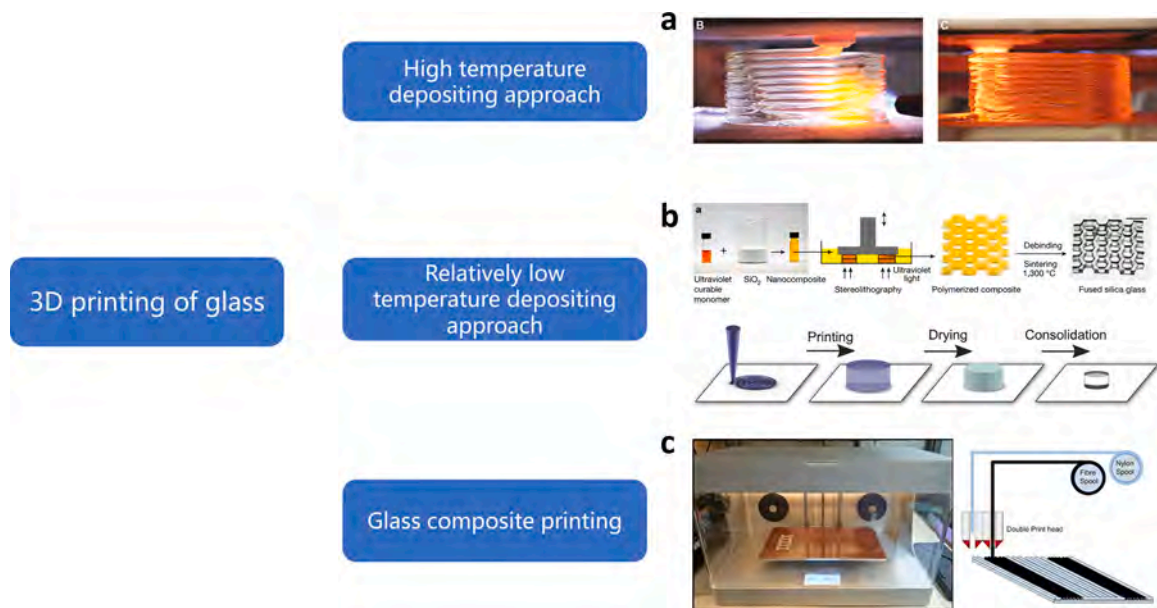 3D printing of glass
High temperature
depositing approach
Relatively low
temperature depositing
approach
Glass composite printing
a
B
C
b
a
+
Ultraviolet
curable
monomer
SiO2
Nanocomposite
Ultraviolet
light
Stereolithography
Polymerized composite
Debinding
Sintering
1,300 °C
Fused silica glass
Printing
Drying
Consolidation
c
Fibre
Spool
Nylon
Spool
Double Print head